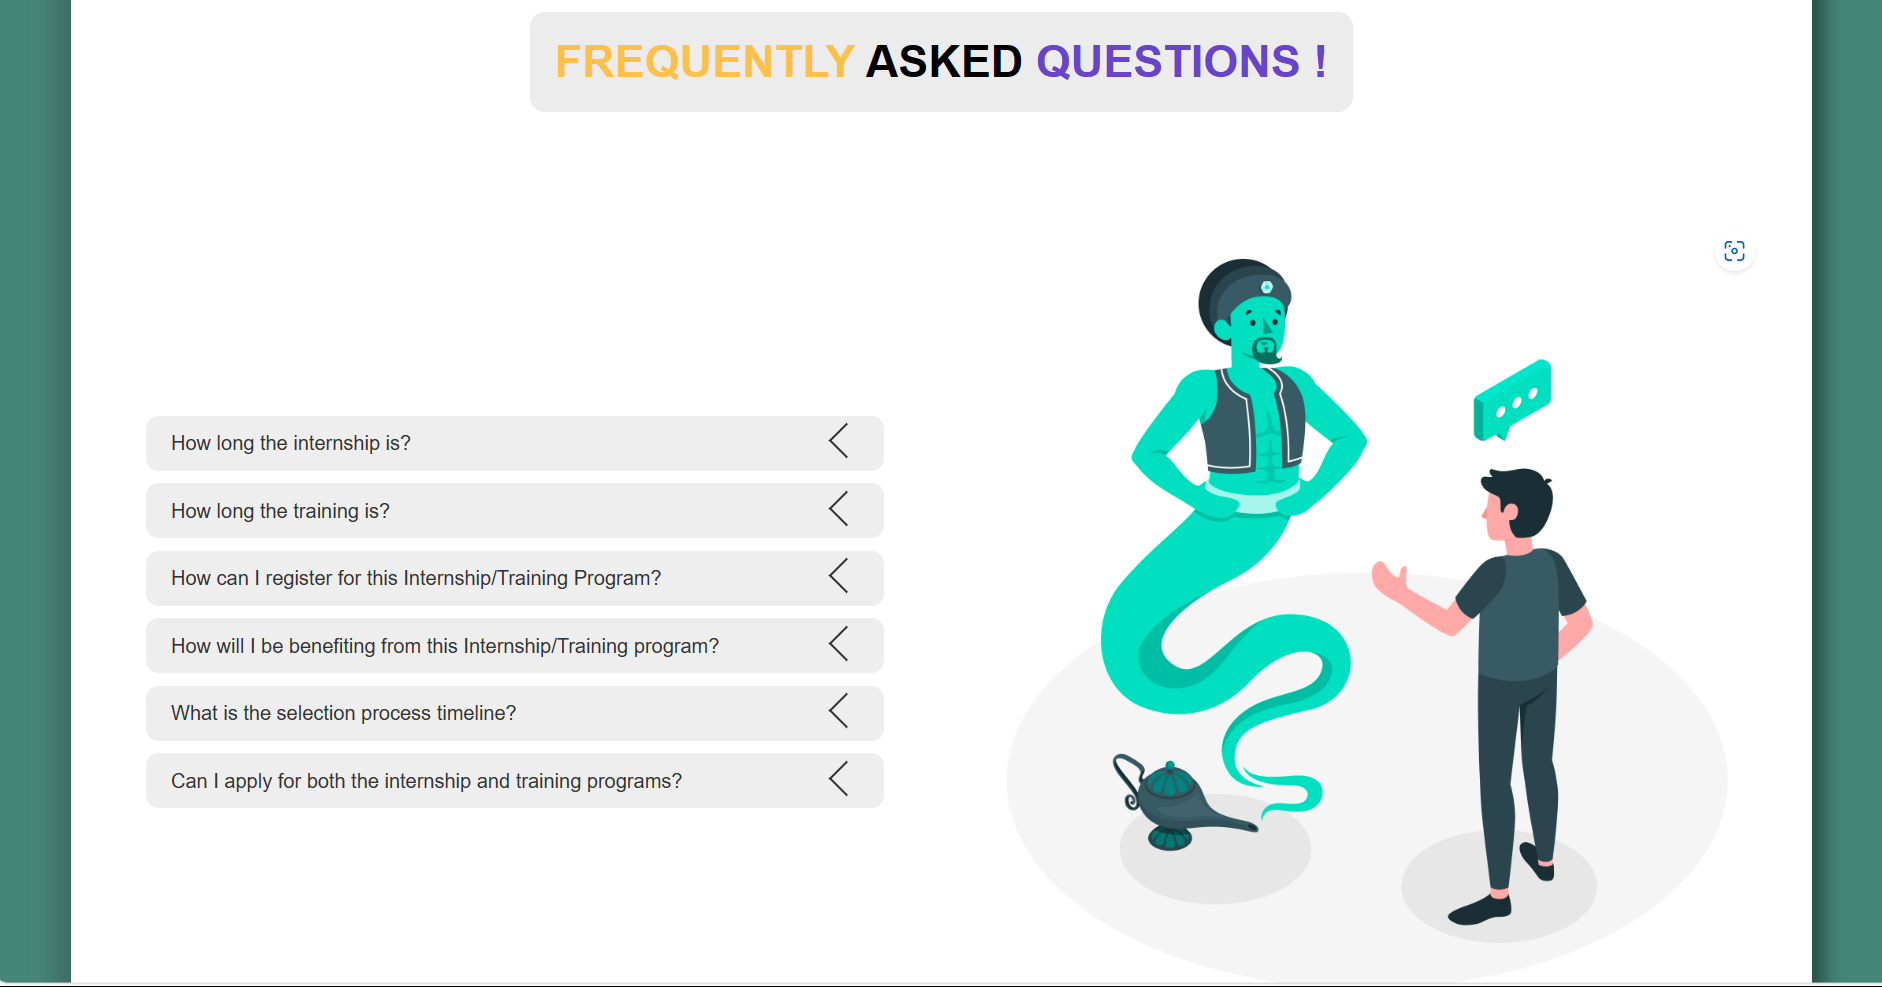 FREQUENTLY ASKED QUESTIONS !
How long the internship is?
How long the training is?
How can I register for this Internship/Training Program?
How will I be benefiting from this Internship/Training program?
What is the selection process timeline?
Can I apply for both the internship and training programs?